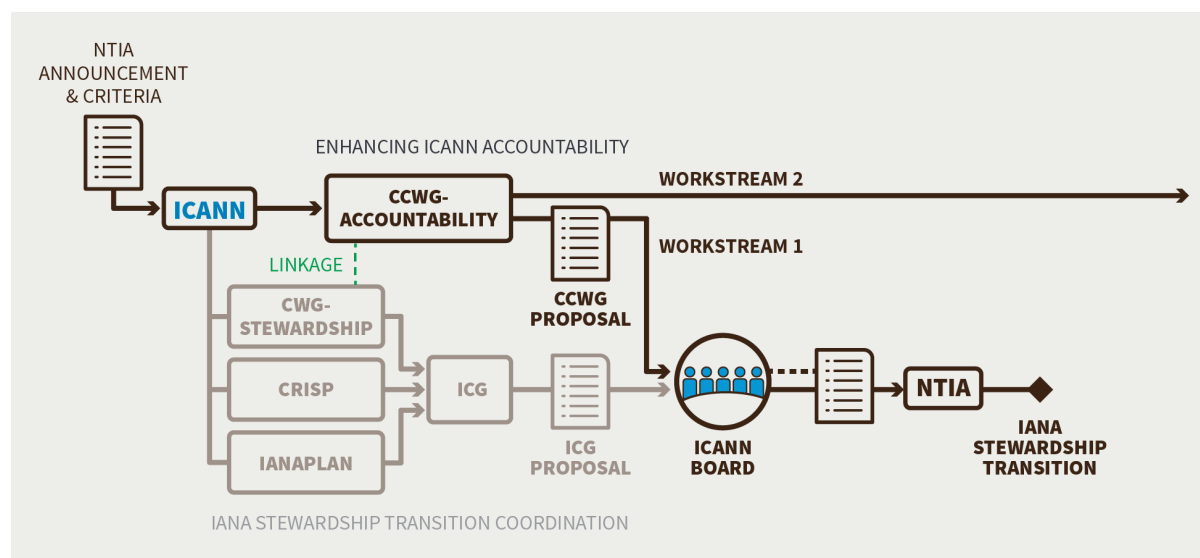 NTIA
ANNOUNCEMENT
& CRITERIA
ENHANCING ICANN ACCOUNTABILITY
ICANN
CCWG-
ACCOUNTABILITY
WORKSTREAM 2
WORKSTREAM 1
LINKAGE
CCWG
PROPOSAL
CWG-
STEWARDSHIP
CRISP
IANAPLAN
ICG
ICG
PROPOSAL
ICANN
BOARD
NTIA
IANA
STEWARDSHIP
TRANSITION
IANA STEWARDSHIP TRANSITION COORDINATION